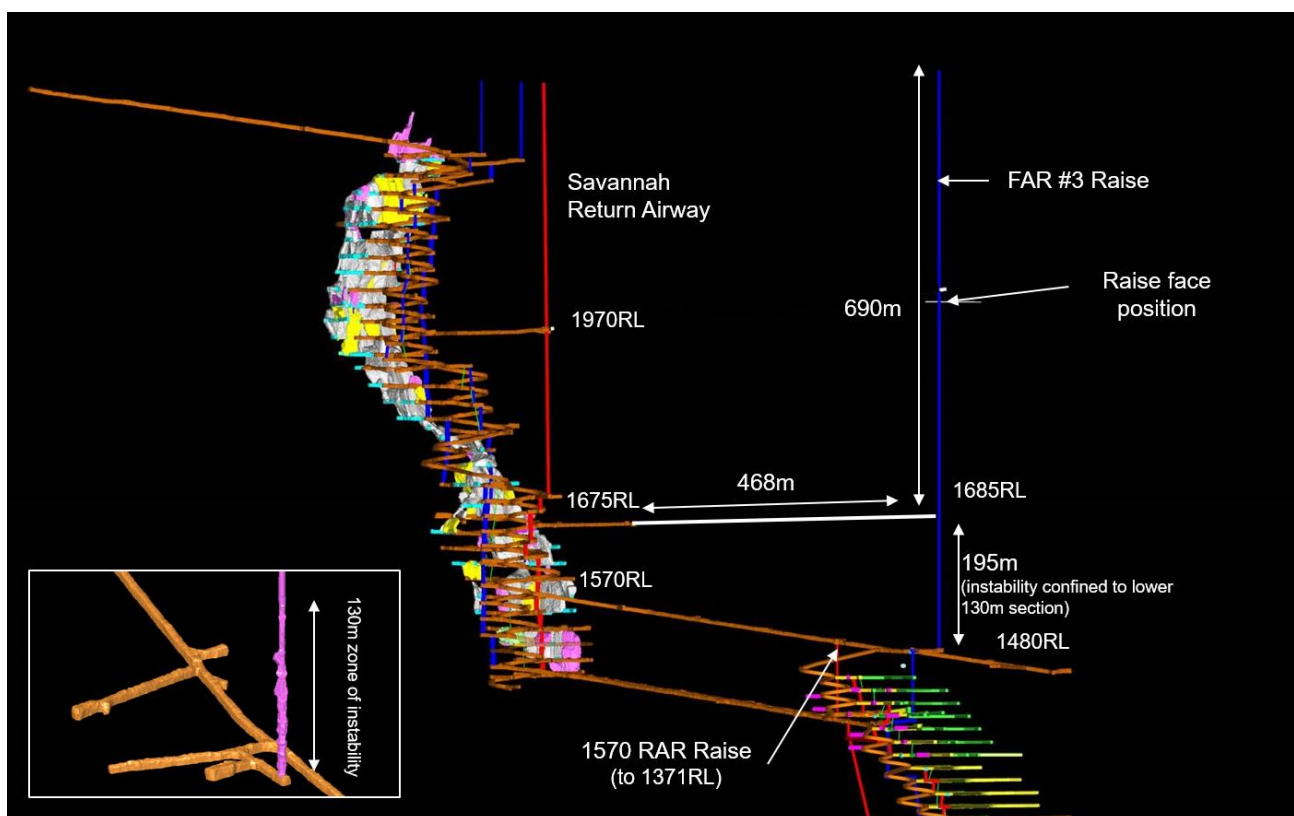 Savannah
Return Airway
FAR #3 Raise
Raise face
position
690m
1970RL
468m
1675RL
1685RL
195m
(instability confined to lower
130m section)
1570RL
1480RL
130m zone of instability
1570 RAR Raise
(to 1371RL)